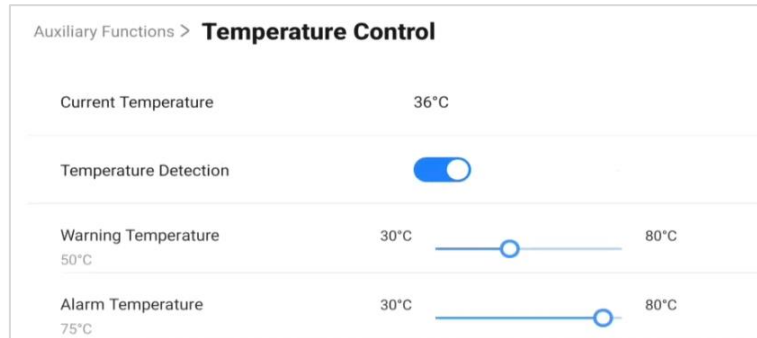 Auxiliary Functions > Temperature Control
Current Temperature 36°C
Temperature Detection
Warning Temperature 30°C 80°C
50°C
Alarm Temperature 30°C 80°C
75°C